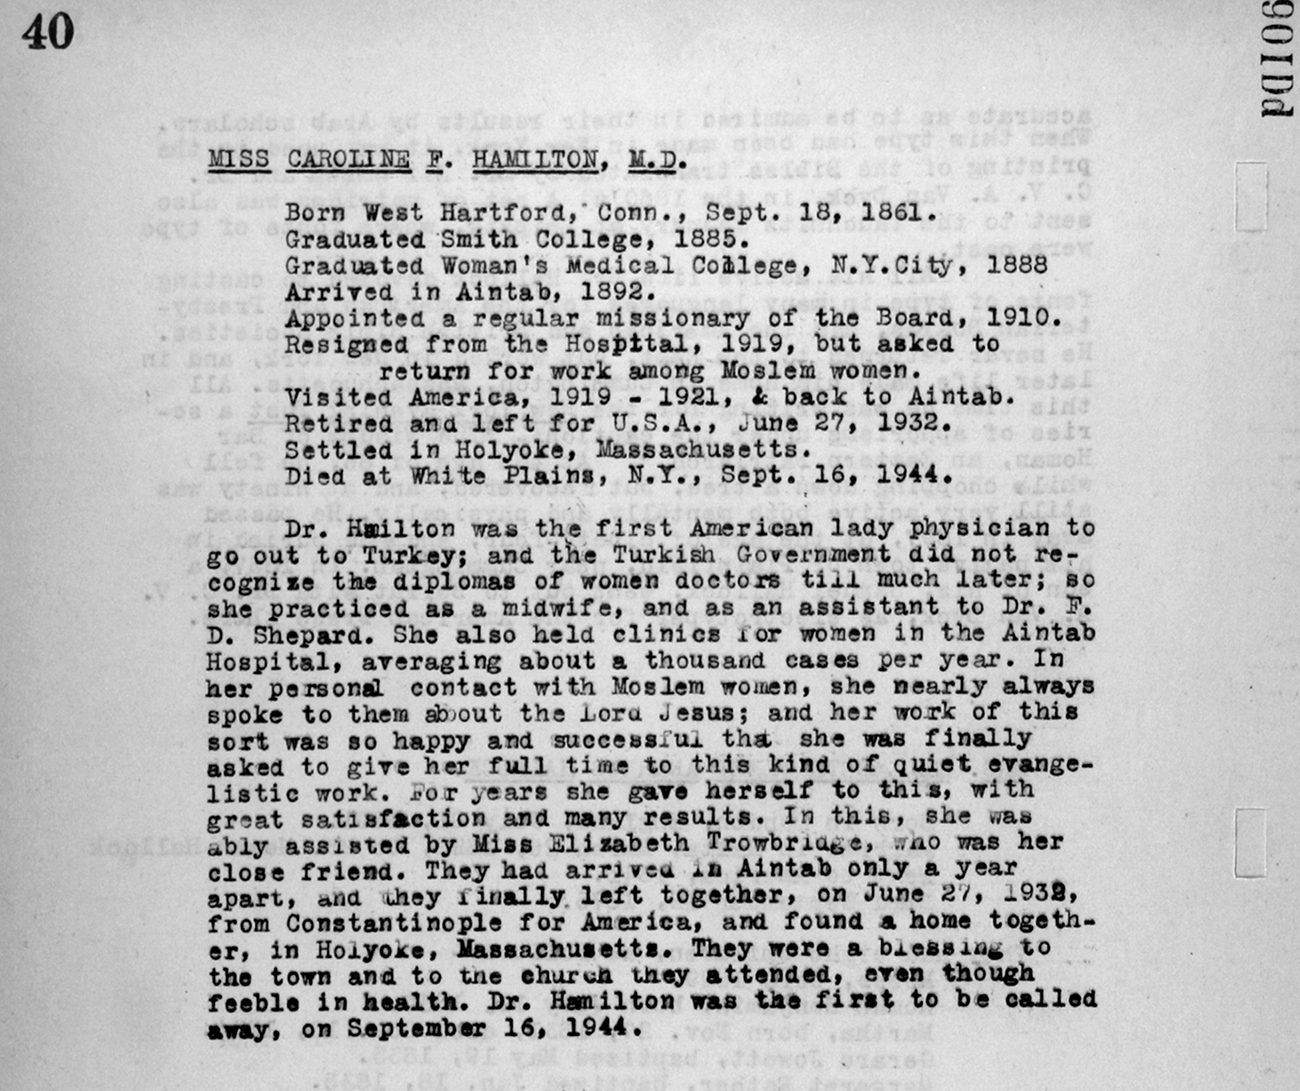 40
pd109
MISS CAROLINE F. HAMILTON, M.D.
Born West Hartford, Conn., Sept. 18, 1861.
Graduated Smith College, 1885.
Graduated Woman's Medical College, N.Y.City, 1888
Arrived in Aintab, 1892.
Appointed a regular missionary of the Board, 1910.
Resigned from the Hospital, 1919, but asked to
return for work among Moslem women.
Visited America, 1919 - 1921, & back to Aintab.
Retired and left for U.S.A., June 27, 1932.
Settled in Holyoke, Massachusetts.
Died at White Plains, N.Y., Sept. 16, 1944.
Dr. Hamilton was the first American lady physician to
go out to Turkey; and the Turkish Government did not re-
cognize the diplomas of women doctors till much later; so
she practiced as a midwife, and as an assistant to Dr. F.
D. Shepard. She also held clinics for women in the Aintab
Hospital, averaging about a thousand cases per year. In
her personal contact with Moslem women, she nearly always
spoke to them about the Lord Jesus; and her work of this
sort was so happy and successful that she was finally
asked to give her full time to this kind of quiet evange-
listic work. For years she gave herself to this, with
great satisfaction and many results. In this, she was
ably assisted by Miss Elizabeth Trowbridge, who was her
close friend. They had arrived in Aintab only a year
apart, and they finally left together, on June 27, 1932,
from Constantinople for America, and found a home togeth-
er, in Holyoke, Massachusetts. They were a blessing to
the town and to the church they attended, even though
feeble in health. Dr. Hamilton was the first to be called
away, on September 16, 1944.